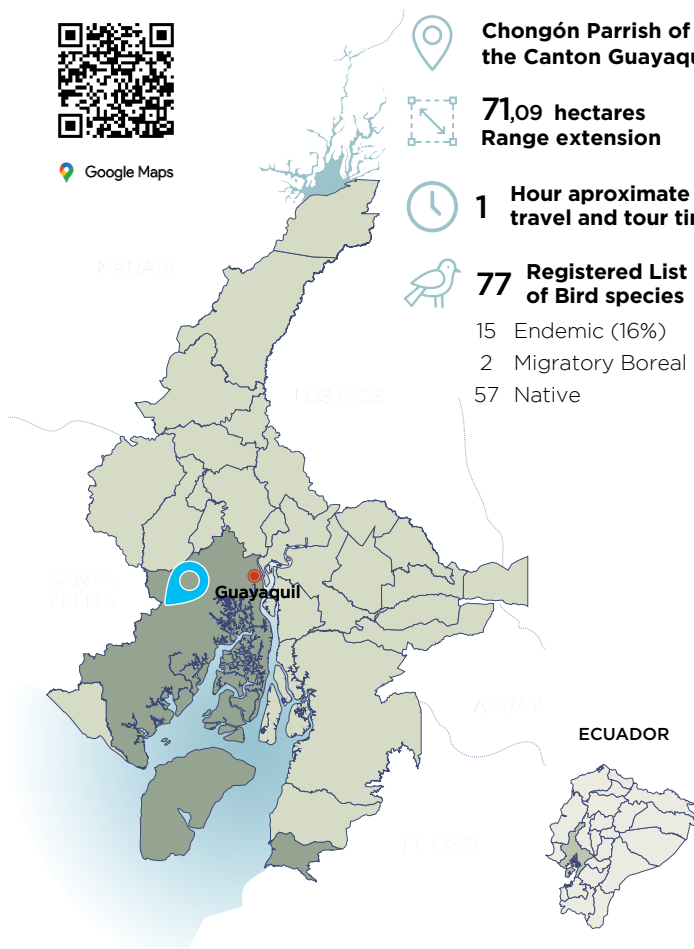 Chongón Parrish of
the Canton Guayaqu
71,09 hectares
Range extension
Google Maps
1 Hour aproximate
travel and tour ti
MANABÍ
77 Registered List
of Bird species
15 Endemic (16%)
2 Migratory Boreal
57 Native
LOS RÍOS
SANTA
ELENA
Guayaquil
AZUAY
ECUADOR
EL ORO